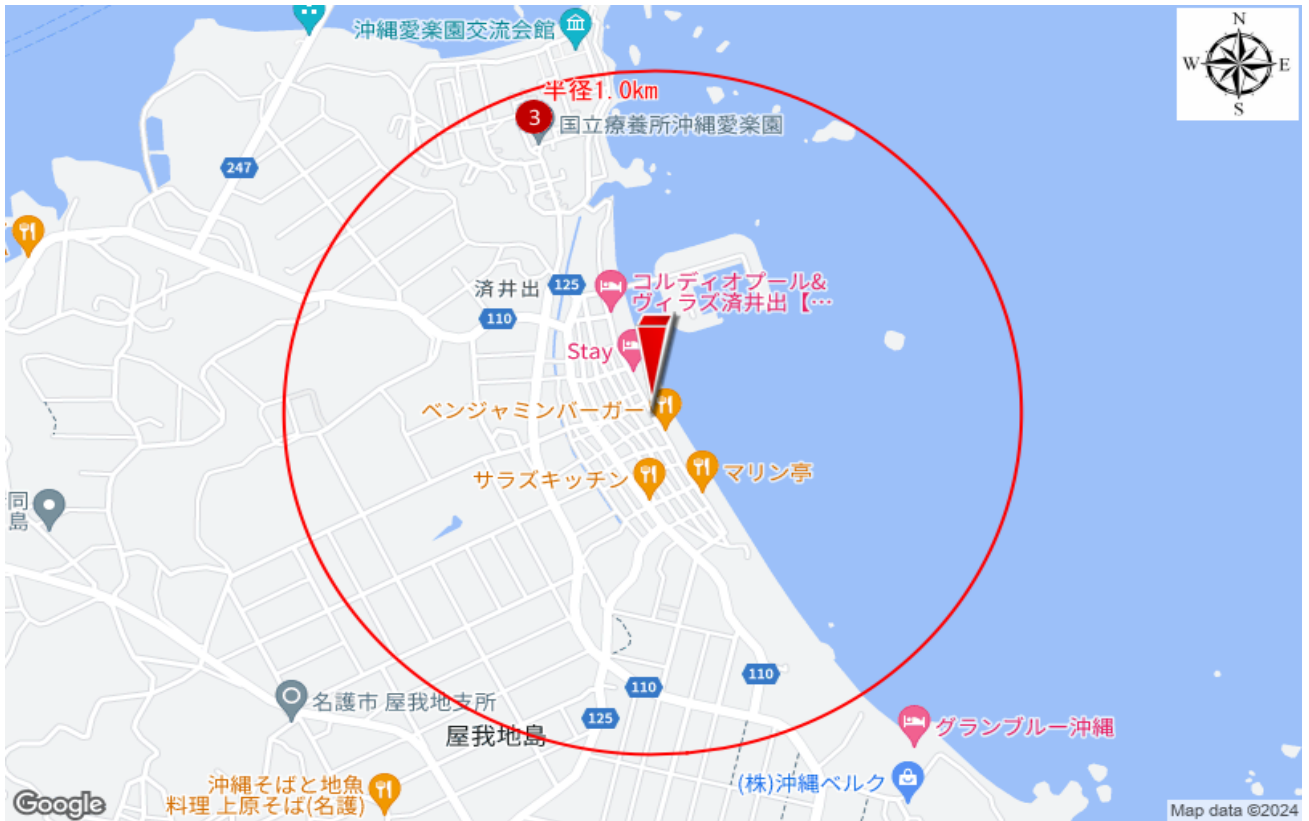 沖縄愛楽園交流会館
N
W
E
S
半径1.0km
3
国立療養所沖縄愛楽園
247
済井出
125
コルディオプール&
ヴィラズ済井出【…
110
Stay
ベンジャミンバーガー
サラズキッチン
マリン亭
同
島
110
110
名護市 屋我地支所
125
屋我地島
グランブルー沖縄
(株)沖縄ベルク
沖縄そばと地魚
料理 上原そば(名護)
Google
Map data ©2024